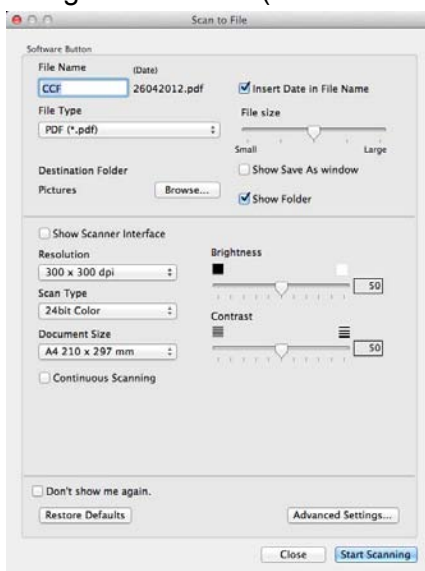 Scan to File
Software Button
File Name
(Date)
CCF
26042012.pdf
Insert Date in File Name
File Type
File size
PDF (*.pdf)
Small
Large
Destination Folder
Show Save As window
Pictures
Browse...
Show Folder
Show Scanner Interface
Resolution
Brightness
300 x 300 dpi
50
Scan Type
24bit Color
Contrast
Document Size
50
A4 210 x 297 mm
Continuous Scanning
Don't show me again.
Restore Defaults
Advanced Settings...
Close
Start Scanning